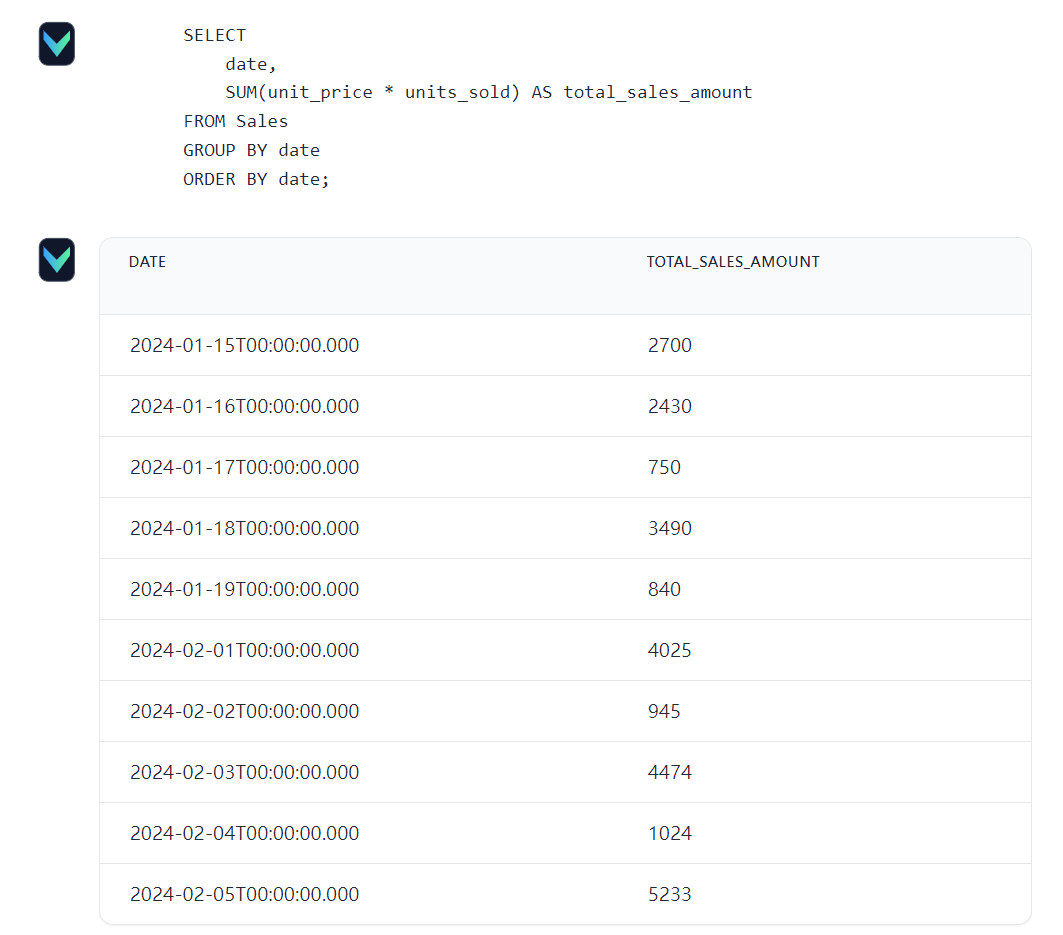 SELECT
    date,
    SUM(unit_price * units_sold) AS total_sales_amount
FROM Sales
GROUP BY date
ORDER BY date;
DATE TOTAL_SALES_AMOUNT
2024-01-15T00:00:00.000 2700
2024-01-16T00:00:00.000 2430
2024-01-17T00:00:00.000 750
2024-01-18T00:00:00.000 3490
2024-01-19T00:00:00.000 840
2024-02-01T00:00:00.000 4025
2024-02-02T00:00:00.000 945
2024-02-03T00:00:00.000 4474
2024-02-04T00:00:00.000 1024
2024-02-05T00:00:00.000 5233